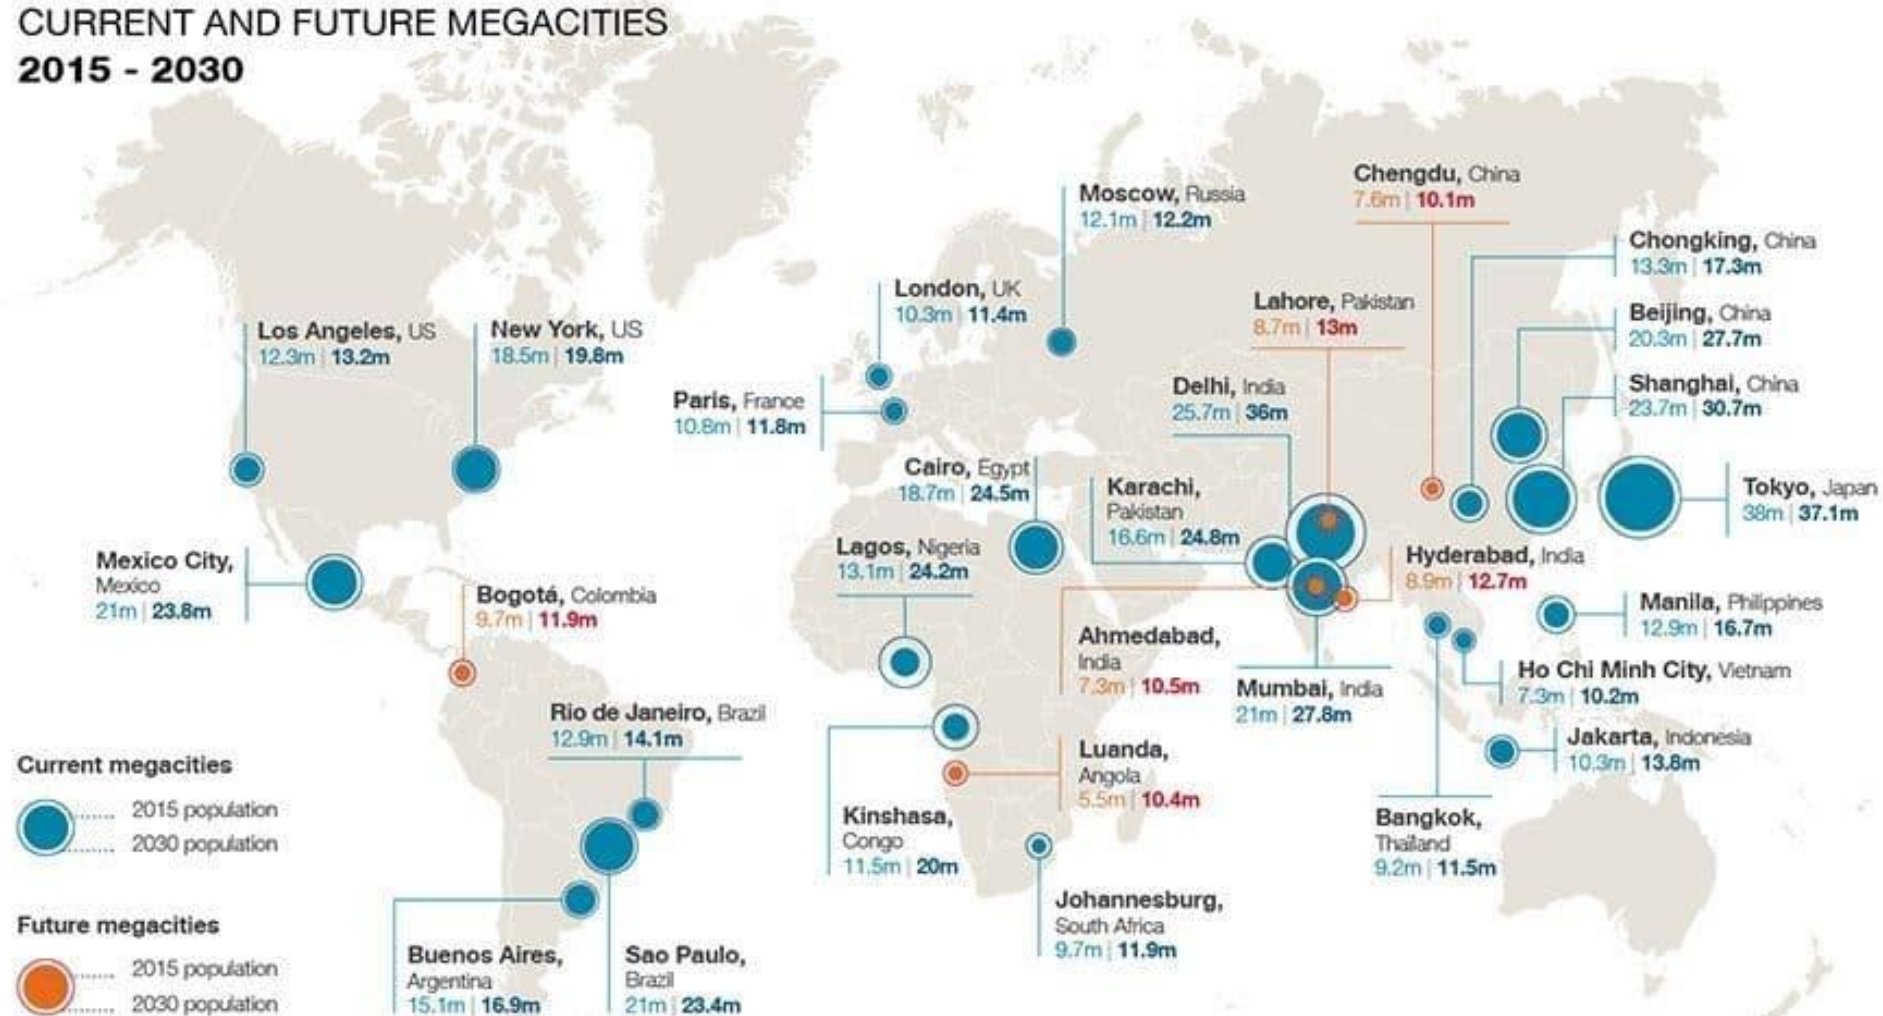 CURRENT AND FUTURE MEGACITIES
2015 - 2030
Chengdu, China
7.6m | 10.1m
Moscow, Russia
12.1m | 12.2m
Chongking, China
13.3m | 17.3m
London, UK
10.3m | 11.4m
Lahore, Pakistan
8.7m | 13m
Beijing, China
20.3m | 27.7m
Los Angeles, US
12.3m | 13.2m
New York, US
18.5m | 19.8m
Paris, France
10.8m | 11.8m
Delhi, India
25.7m | 36m
Shanghai, China
23.7m | 30.7m
Cairo, Egypt
18.7m | 24.5m
Karachi,
Pakistan
16.6m | 24.8m
Tokyo, Japan
38m | 37.1m
Mexico City,
Mexico
21m | 23.8m
Lagos, Nigeria
13.1m | 24.2m
Hyderabad, India
8.9m | 12.7m
Bogotá, Colombia
9.7m | 11.9m
Manila, Philippines
12.9m | 16.7m
Ahmedabad,
India
7.3m | 10.5m
Mumbai, India
21m | 27.8m
Ho Chi Minh City, Vietnam
7.3m | 10.2m
Rio de Janeiro, Brazil
12.9m | 14.1m
Jakarta, Indonesia
10.3m | 13.8m
Luanda,
Angola
5.5m | 10.4m
Current megacities
2015 population
2030 population
Kinshasa,
Congo
11.5m | 20m
Bangkok,
Thailand
9.2m | 11.5m
Johannesburg,
South Africa
9.7m | 11.9m
Future megacities
2015 population
2030 population
Buenos Aires,
Argentina
15.1m | 16.9m
Sao Paulo,
Brazil
21m | 23.4m